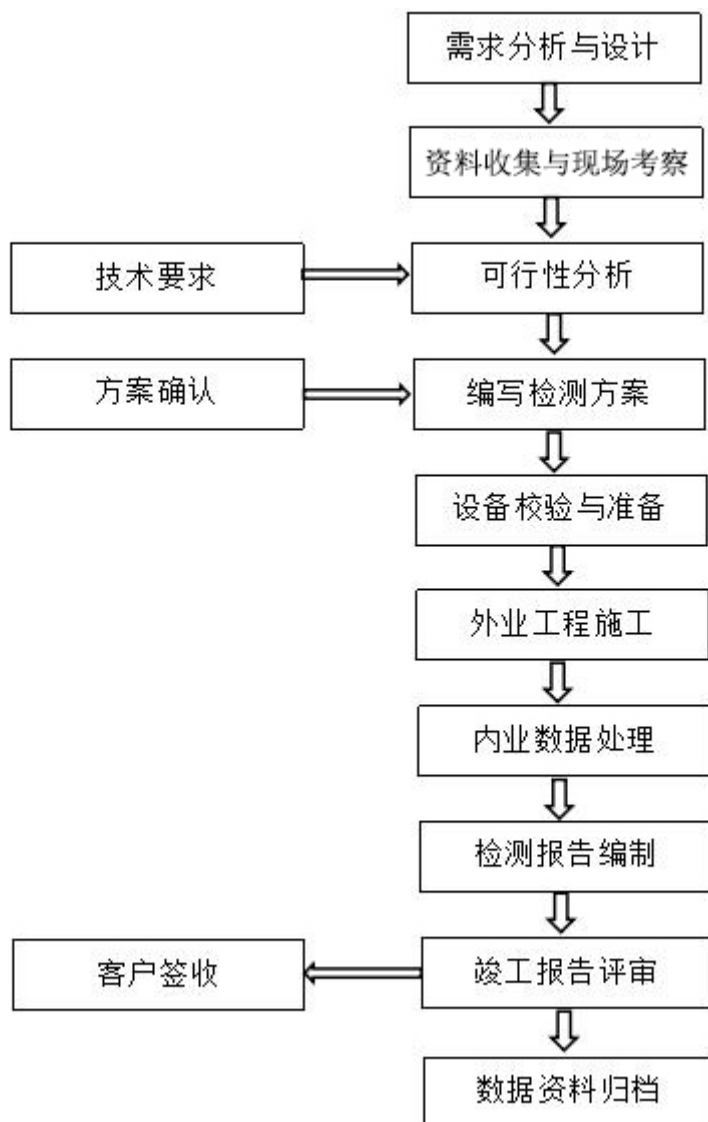 需求分析与设计
资料收集与现场考察
技术要求
可行性分析
方案确认
编写检测方案
设备校验与准备
外业工程施工
内业数据处理
检测报告编制
客户签收
竣工报告评审
数据资料归档